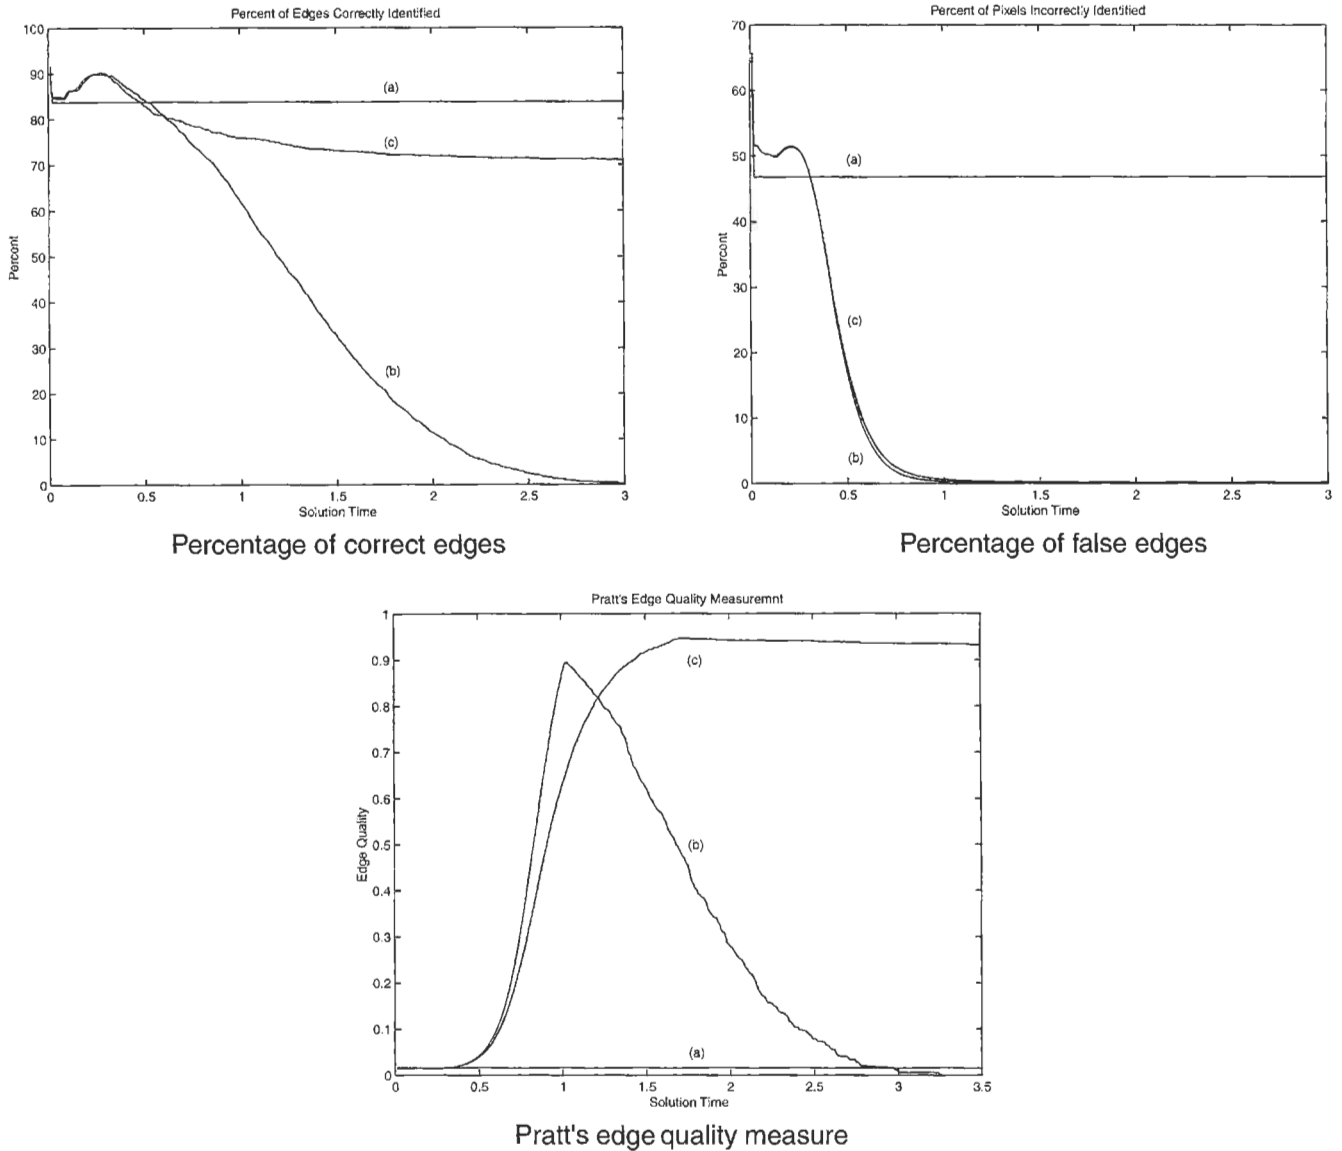 Percent of Edges Correctly Identified
100
90
80
70
60
50
40
30
20
10
0
Percent
(a)
(c)
(b)
0 0.5 1 1.5 2 2.5 3
Solution Time
Percentage of correct edges
Percent of Pixels Incorrectly Identified
70
60
50
40
30
20
10
0
Percent
(a)
(c)
(b)
0 0.5 1 1.5 2 2.5 3
Solution Time
Percentage of false edges
Pratt's Edge Quality Measuremnt
1
0.9
0.8
0.7
0.6
0.5
0.4
0.3
0.2
0.1
0
Edge Quality
(c)
(b)
(a)
0 0.5 1 1.5 2 2.5 3 3.5
Solution Time
Pratt's edge quality measure